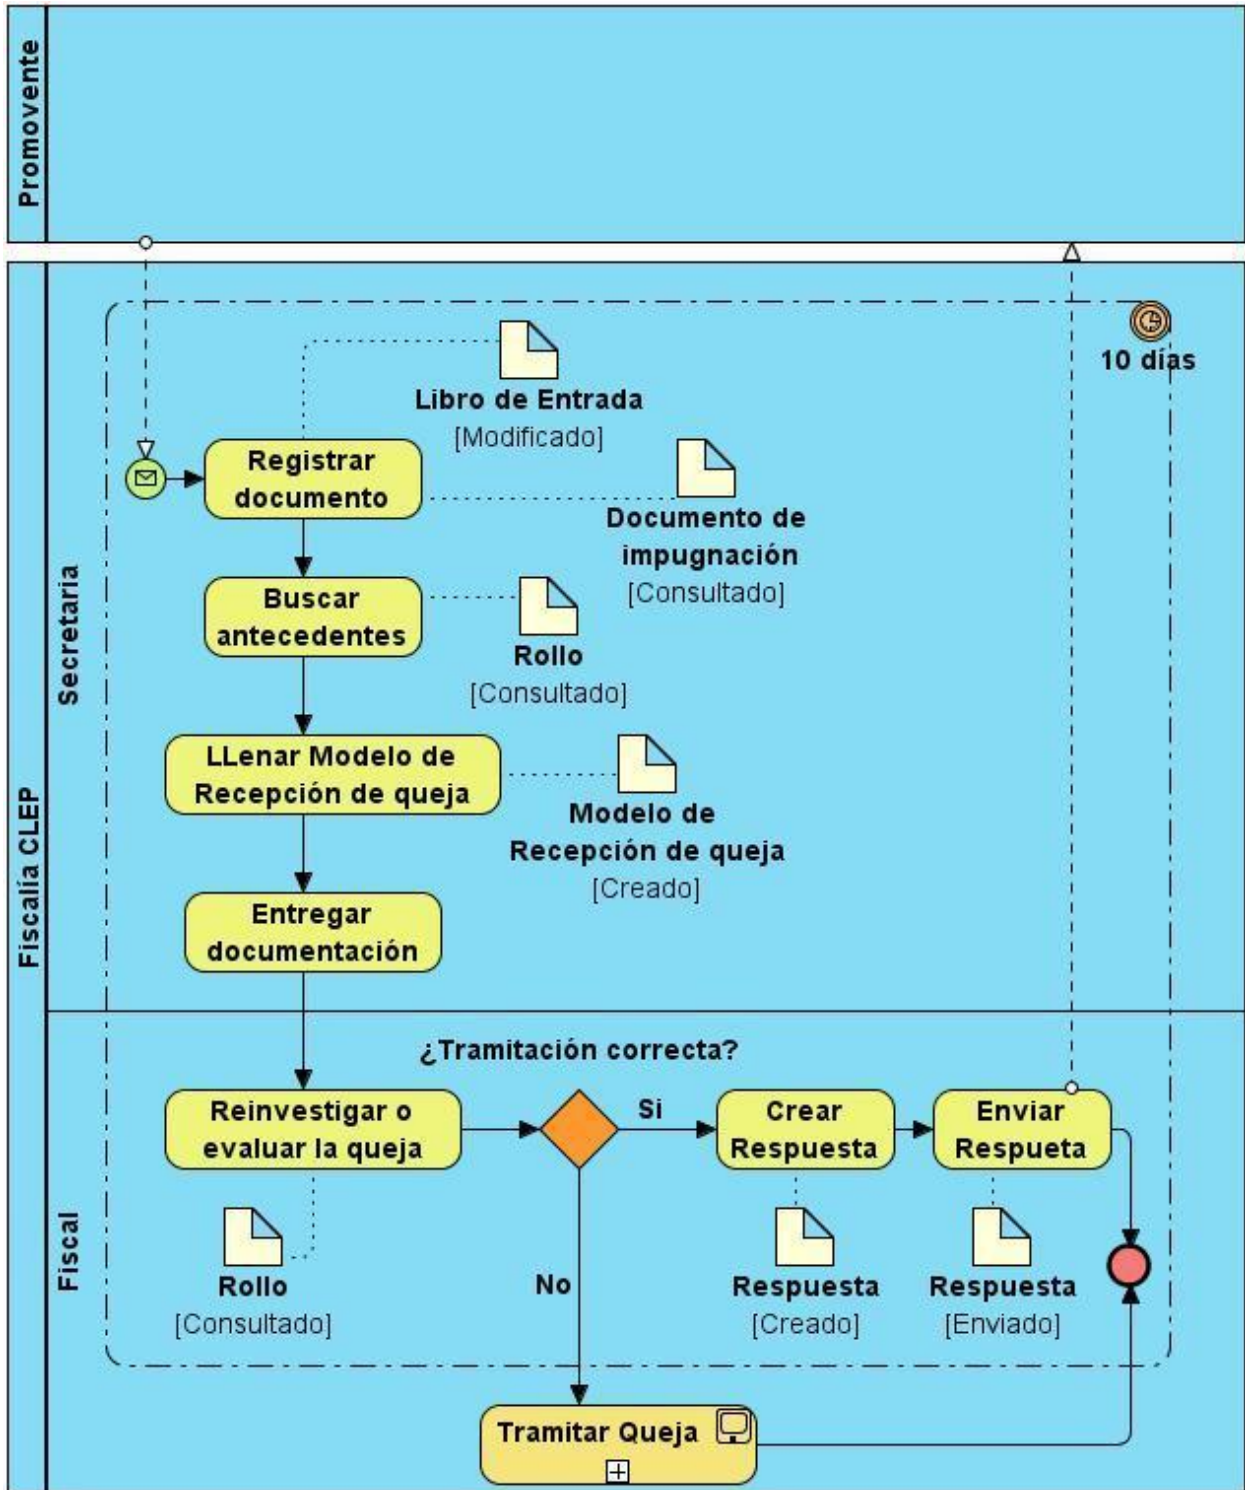 Promovente
Fiscalía CLEP
Secretaria
10 días
Libro de Entrada
[Modificado]
Registrar
documento
Documento de
impugnación
[Consultado]
Buscar
antecedentes
Rollo
[Consultado]
LLenar Modelo de
Recepción de queja
Modelo de
Recepción de queja
[Creado]
Entregar
documentación
Fiscal
¿Tramitación correcta?
Reinvestigar o
evaluar la queja
Si
Crear
Respuesta
Enviar
Respueta
Rollo
[Consultado]
No
Respuesta
[Creado]
Respuesta
[Enviado]
Tramitar Queja